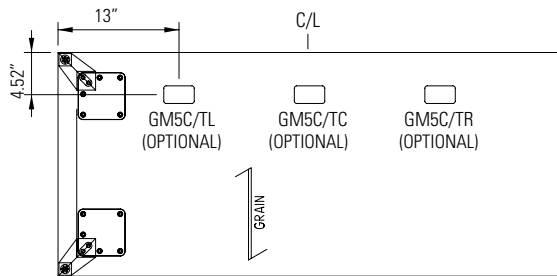 13”
C/L
4.52”
GM5C/TL
(OPTIONAL)
GM5C/TC
(OPTIONAL)
GM5C/TR
(OPTIONAL)
GRAIN